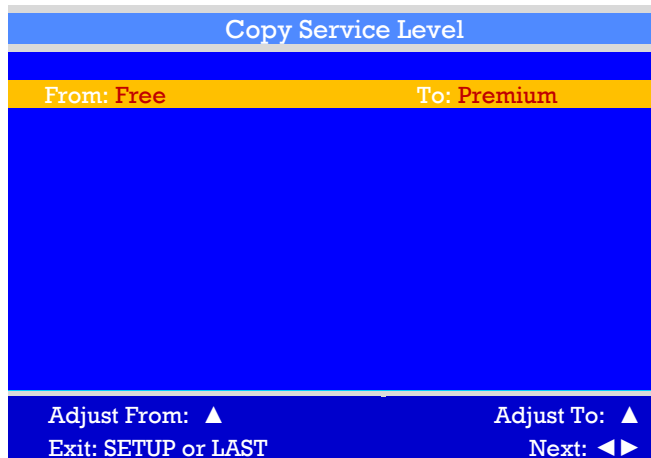 Copy Service Level
From: Free To: Premium
Adjust From: ▲ Adjust To: ▲
Exit: SETUP or LAST Next: ◄►